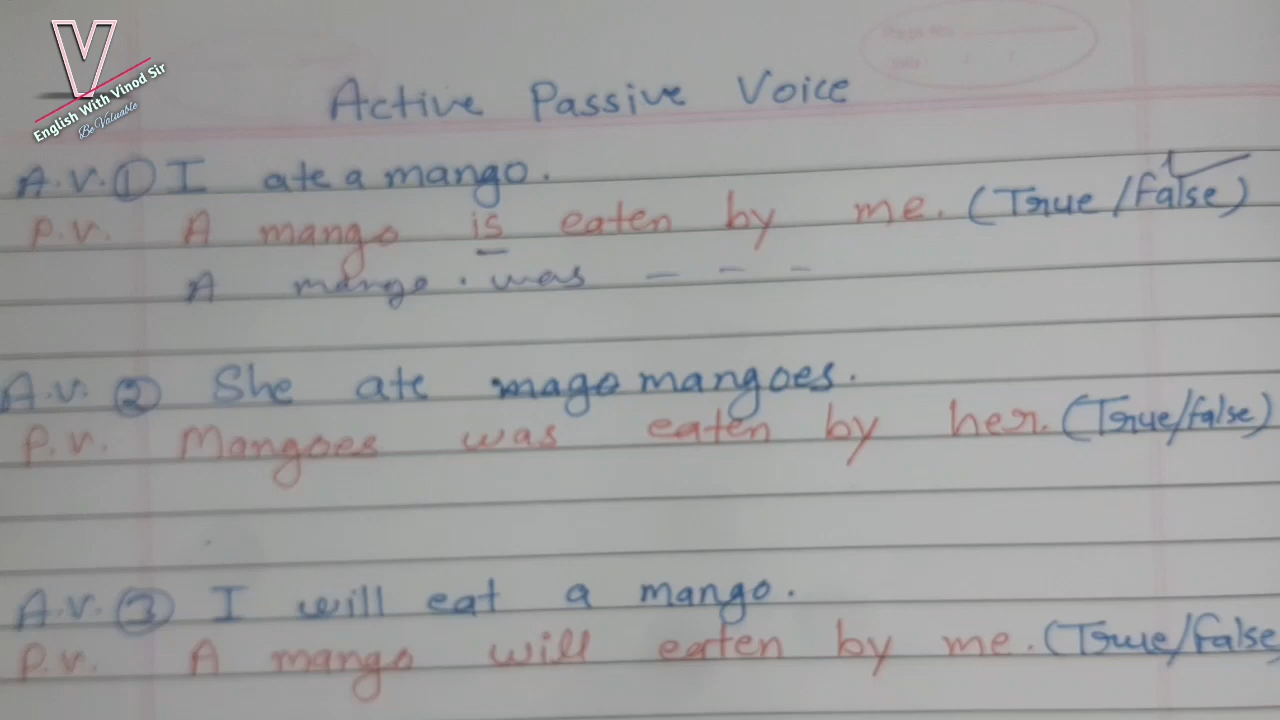 V
English With Vinod Sir
Be Valuable
Active Passive Voice
A.V. ① I ate a mango.
P.V. A mango is eaten by me. (True/False)
A mango was - - -
A.V. ② She ate mago mangoes.
P.V. Mangoes was eaten by her. (True/false)
A.V. ③ I will eat a mango.
P.V. A mango will eaten by me. (True/False